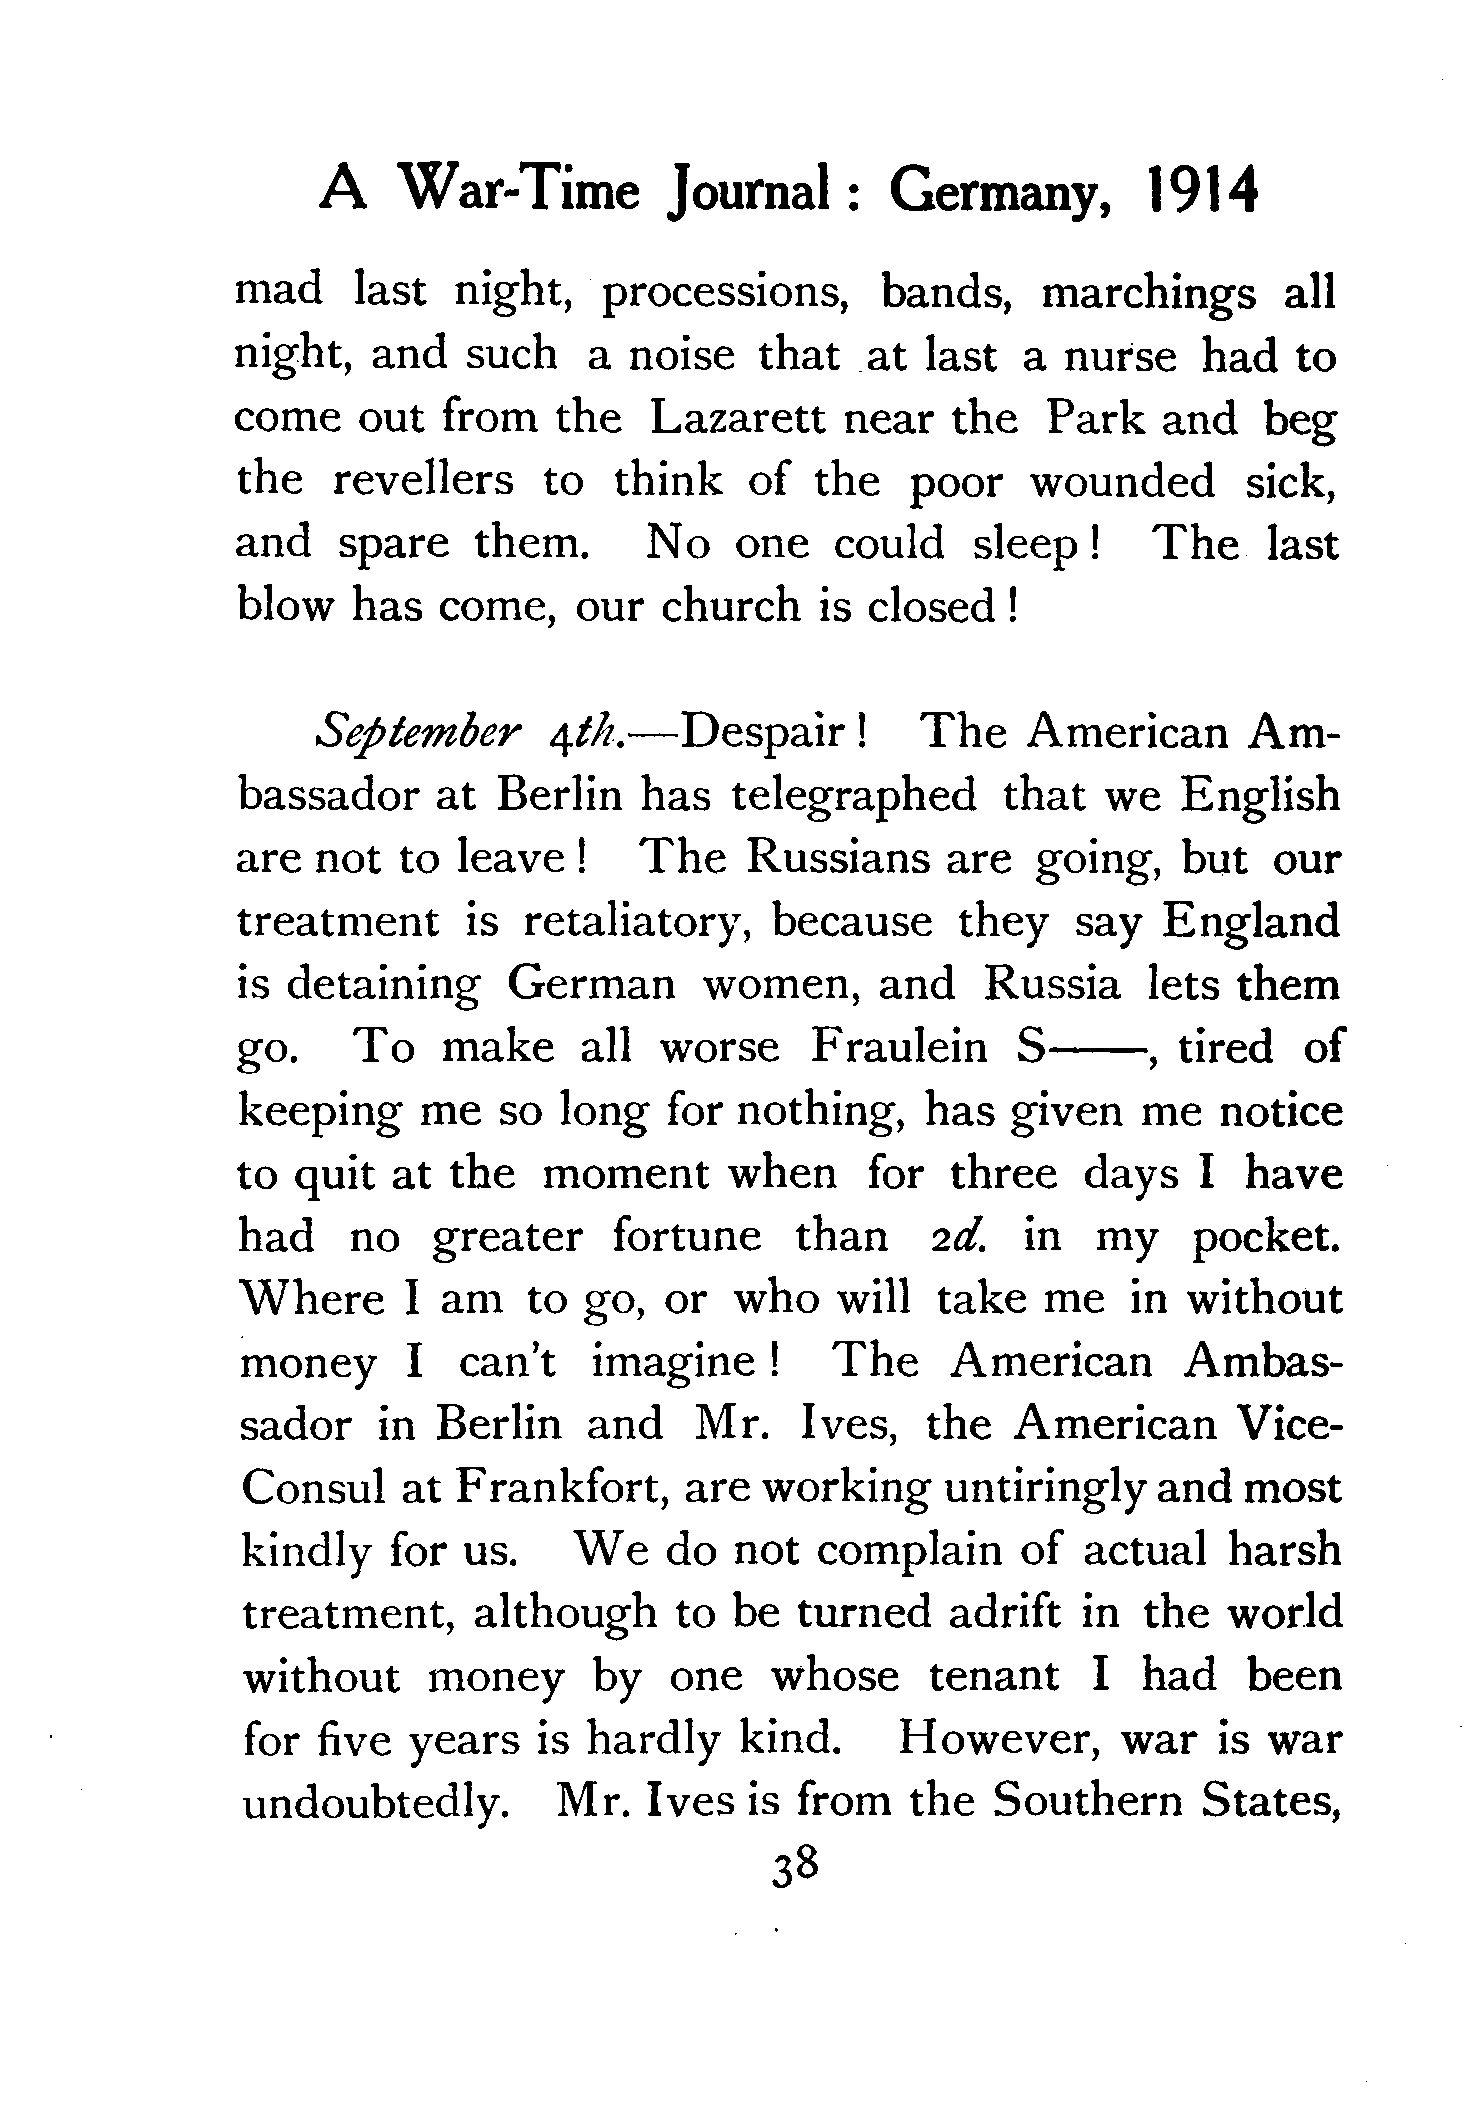 A War-Time Journal : Germany, 1914
mad last night, processions, bands, marchings all
night, and such a noise that at last a nurse had to
come out from the Lazarett near the Park and beg
the revellers to think of the poor wounded sick,
and spare them. No one could sleep ! The last
blow has come, our church is closed !
September 4th.—Despair ! The American Am-
bassador at Berlin has telegraphed that we English
are not to leave ! The Russians are going, but our
treatment is retaliatory, because they say England
is detaining German women, and Russia lets them
go. To make all worse Fraulein S——, tired of
keeping me so long for nothing, has given me notice
to quit at the moment when for three days I have
had no greater fortune than 2d. in my pocket.
Where I am to go, or who will take me in without
money I can't imagine ! The American Ambas-
sador in Berlin and Mr. Ives, the American Vice-
Consul at Frankfort, are working untiringly and most
kindly for us. We do not complain of actual harsh
treatment, although to be turned adrift in the world
without money by one whose tenant I had been
for five years is hardly kind. However, war is war
undoubtedly. Mr. Ives is from the Southern States,
38